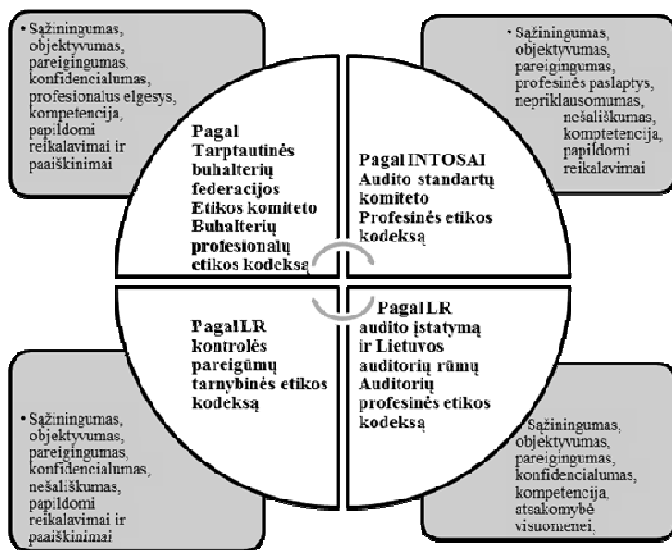 • Sąžiningumas,
objektyvumas,
pareigingumas,
konfidencialumas,
profesionalus elgesys,
kompetencija,
papildomi
reikalavimai ir
paaiškinimai
Pagal
Tarptautinės
buhalterių
federacijos
Etikos komiteto
Buhalterių
profesionalų
etikos kodeksą
• Sąžiningumas,
objektyvumas,
pareigingumas,
profesinės paslaptys,
nepriklausomumas,
nešališkumas,
komptetencija,
papildomi
reikalavimai
Pagal INTOSAI
Audito standartų
komiteto
Profesinės etikos
kodeksą
Pagal LR
kontrolės
pareigūnų
tarnybinės etikos
kodeksą
• Sąžiningumas,
objektyvumas,
pareigingumas,
konfidencialumas,
nešališkumas,
papildomi
reikalavimai ir
paaiškinimai
Pagal LR
audito įstatymą
ir Lietuvos
auditorių rūmų
Auditorių
profesinės etikos
kodeksą
• Sąžiningumas,
objektyvumas,
pareigingumas,
konfidencialumas,
kompetencija,
atsakomybė
visuomenei,